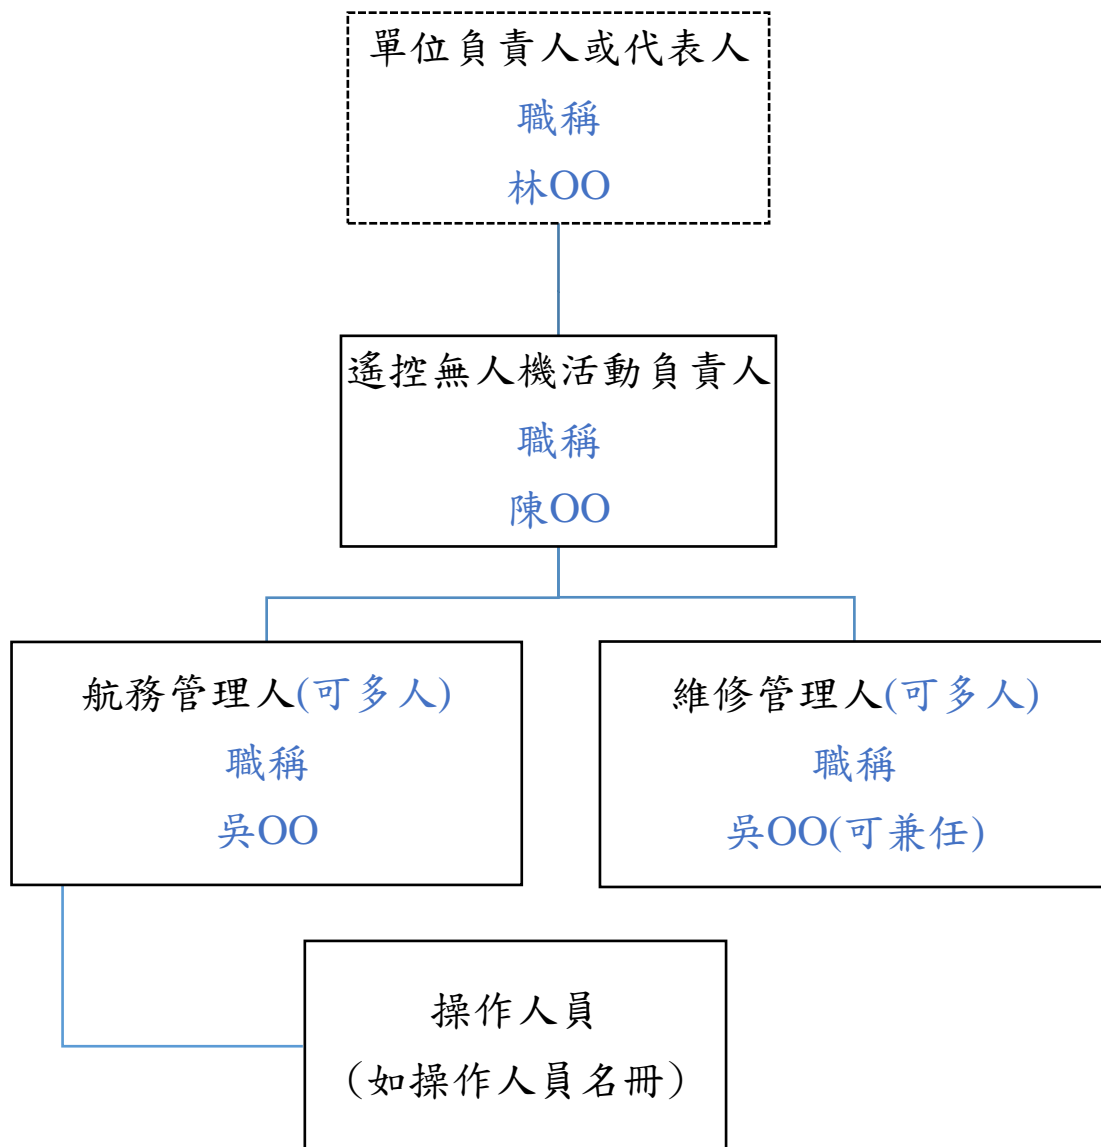 單位負責人或代表人
職稱
林OO
遙控無人機活動負責人
職稱
陳OO
航務管理人(可多人)
職稱
吳OO
維修管理人(可多人)
職稱
吳OO(可兼任)
操作人員
（如操作人員名冊）